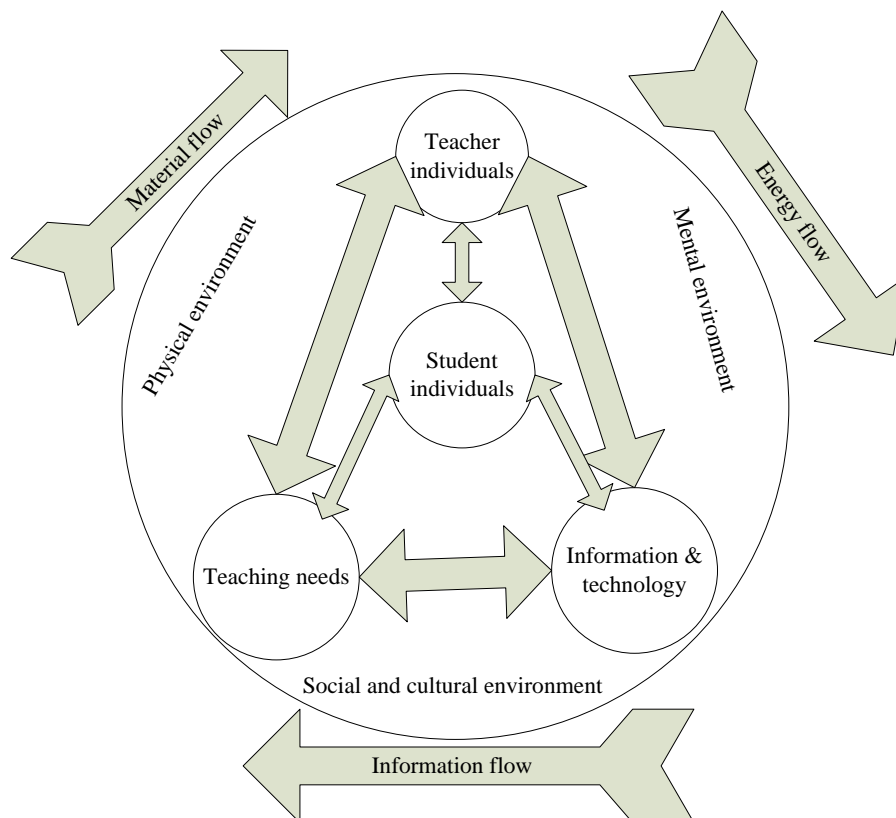 Material flow
Energy flow
Teacher
individuals
Physical environment
Mental environment
Student
individuals
Teaching needs
Information &
technology
Social and cultural environment
Information flow